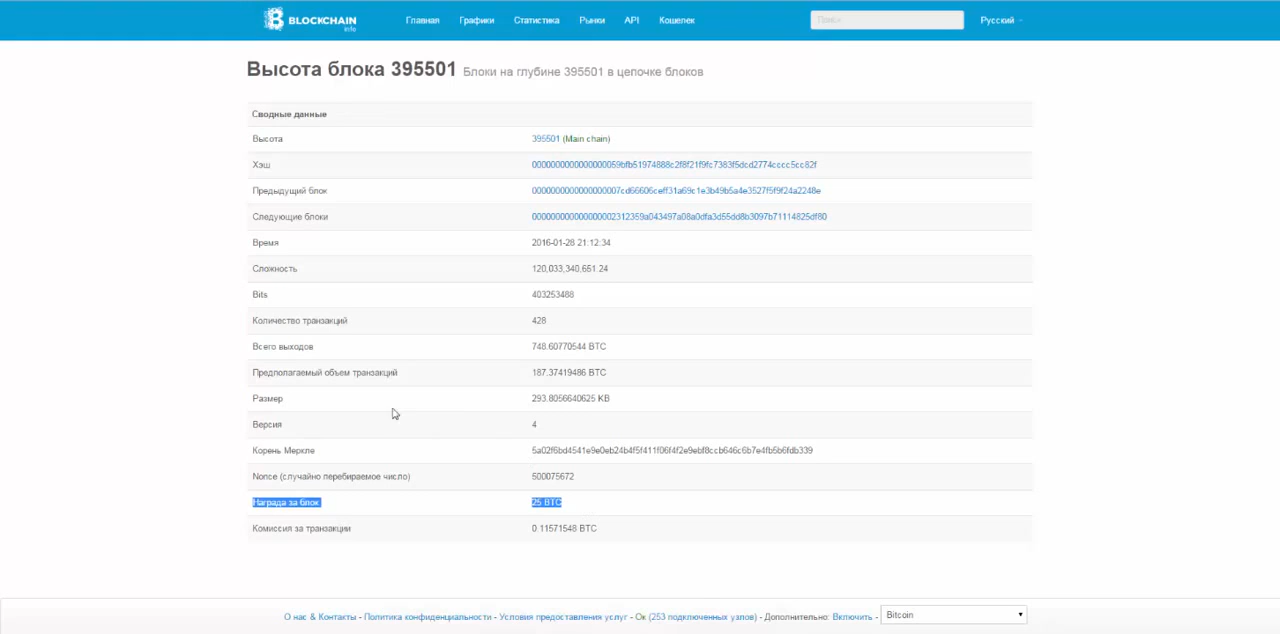 BLOCKCHAIN info Главная Графики Статистика Рынки API Кошелек Поиск Русский
Высота блока 395501 Блоки на глубине 395501 в цепочке блоков
Сводные данные
Высота 395501 (Main chain)
Хэш
Предыдущий блок
Следующие блоки
Время 2016-01-28 21:12:34
Сложность 120,033,340,651.24
Bits 403253488
Количество транзакций 428
Всего выходов 748.60770544 BTC
Предполагаемый объем транзакций 187.37419486 BTC
Размер 293.8056640625 KB
Версия 4
Корень Меркле
Nonce (случайно перебираемое число) 500075672
Награда за блок 25 BTC
Комиссия за транзакции 0.11571548 BTC
О нас & Контакты - Политика конфиденциальности - Условия предоставления услуг - Ок (253 подключенных узлов) - Дополнительно: Включить - Bitcoin